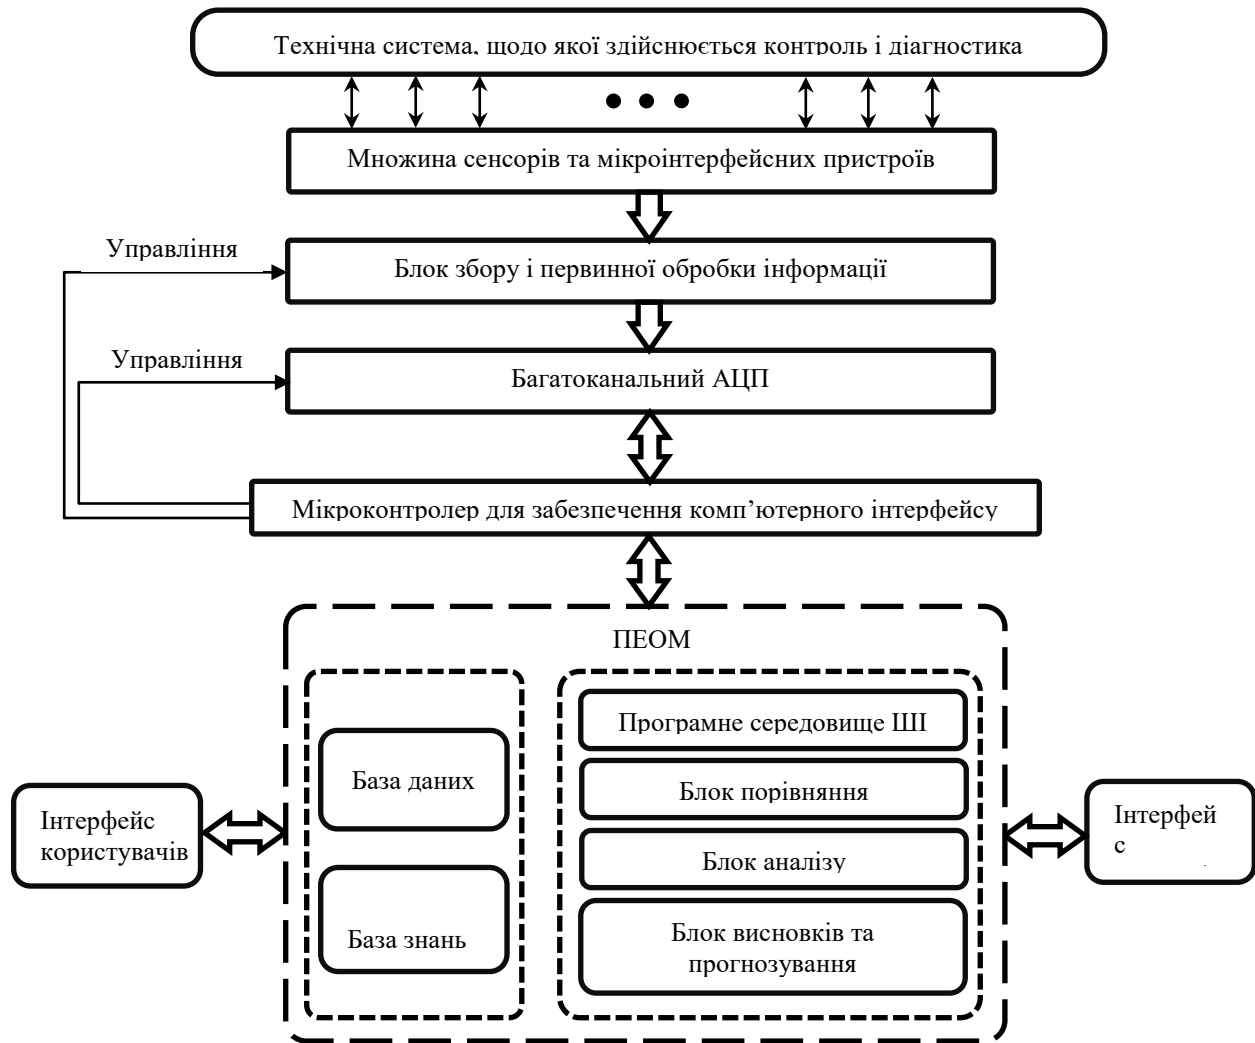 Технічна система, щодо якої здійснюється контроль і діагностика
Множина сенсорів та мікроінтерфейсних пристроїв
Управління
Блок збору і первинної обробки інформації
Управління
Багатоканальний АЦП
Мікроконтролер для забезпечення комп’ютерного інтерфейсу
ПЕОМ
Програмне середовище ШІ
База даних
Блок порівняння
Інтерфейс
користувачів
Інтерфей
с
Блок аналізу
База знань
Блок висновків та
прогнозування